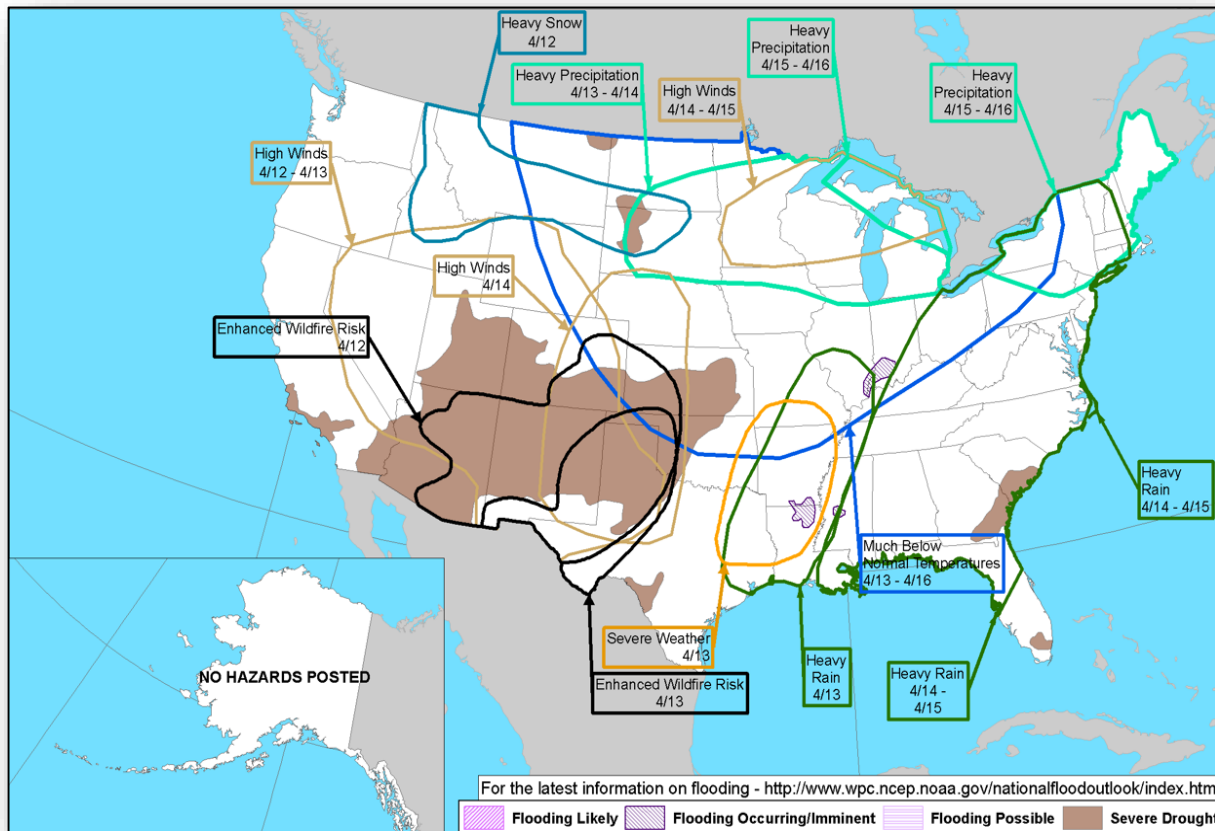 Heavy Snow
4/12
Heavy
Precipitation
4/15 - 4/16
Heavy Precipitation
4/13 - 4/14
High Winds
4/14 - 4/15
Heavy
Precipitation
4/15 - 4/16
High Winds
4/12 - 4/13
High Winds
4/14
Enhanced Wildfire Risk
4/12
Heavy
Rain
4/14 - 4/15
Much Below
Normal Temperatures
4/13 - 4/16
Severe Weather
4/13
Heavy
Rain
4/13
Heavy Rain
4/14 -
4/15
Enhanced Wildfire Risk
4/13
NO HAZARDS POSTED
For the latest information on flooding - http://www.wpc.ncep.noaa.gov/nationalfloodoutlook/index.htm
Flooding Likely
Flooding Occurring/Imminent
Flooding Possible
Severe Drought